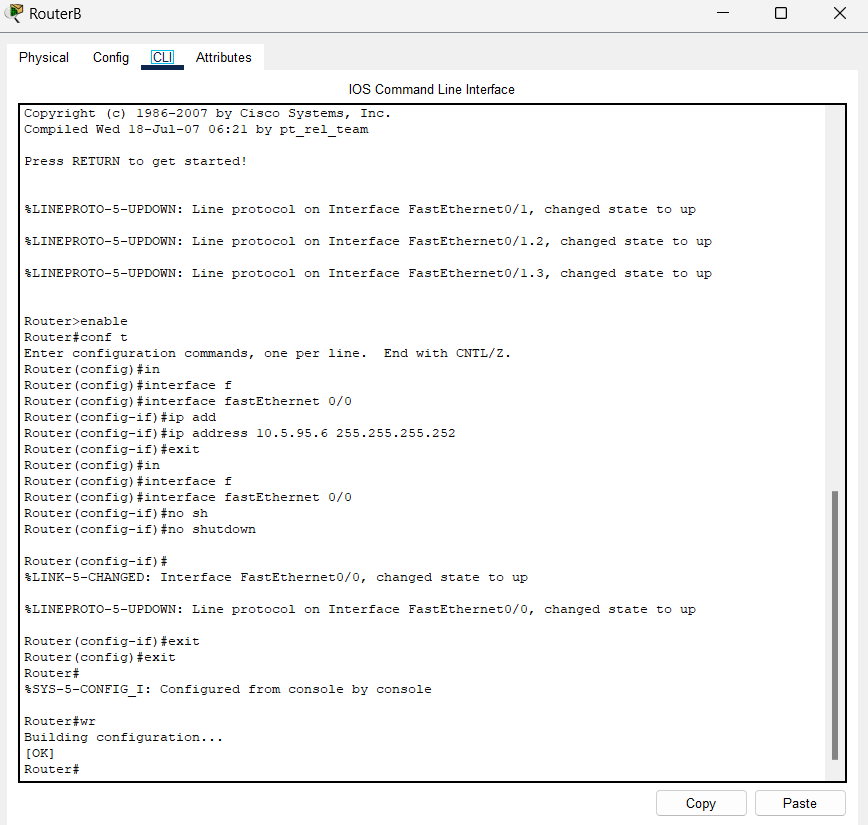 RouterB
Physical Config CLI Attributes
IOS Command Line Interface
Copyright (c) 1986-2007 by Cisco Systems, Inc.
Compiled Wed 18-Jul-07 06:21 by pt_rel_team
Press RETURN to get started!
%LINEPROTO-5-UPDOWN: Line protocol on Interface FastEthernet0/1, changed state to up
%LINEPROTO-5-UPDOWN: Line protocol on Interface FastEthernet0/1.2, changed state to up
%LINEPROTO-5-UPDOWN: Line protocol on Interface FastEthernet0/1.3, changed state to up
Router>enable
Router#conf t
Enter configuration commands, one per line.  End with CNTL/Z.
Router(config)#in
Router(config)#interface f
Router(config)#interface fastEthernet 0/0
Router(config-if)#ip add
Router(config-if)#ip address 10.5.95.6 255.255.255.252
Router(config-if)#exit
Router(config)#in
Router(config)#interface f
Router(config)#interface fastEthernet 0/0
Router(config-if)#no sh
Router(config-if)#no shutdown
Router(config-if)#
%LINK-5-CHANGED: Interface FastEthernet0/0, changed state to up
%LINEPROTO-5-UPDOWN: Line protocol on Interface FastEthernet0/0, changed state to up
Router(config-if)#exit
Router(config)#exit
Router#
%SYS-5-CONFIG_I: Configured from console by console
Router#wr
Building configuration...
[OK]
Router#
Copy Paste